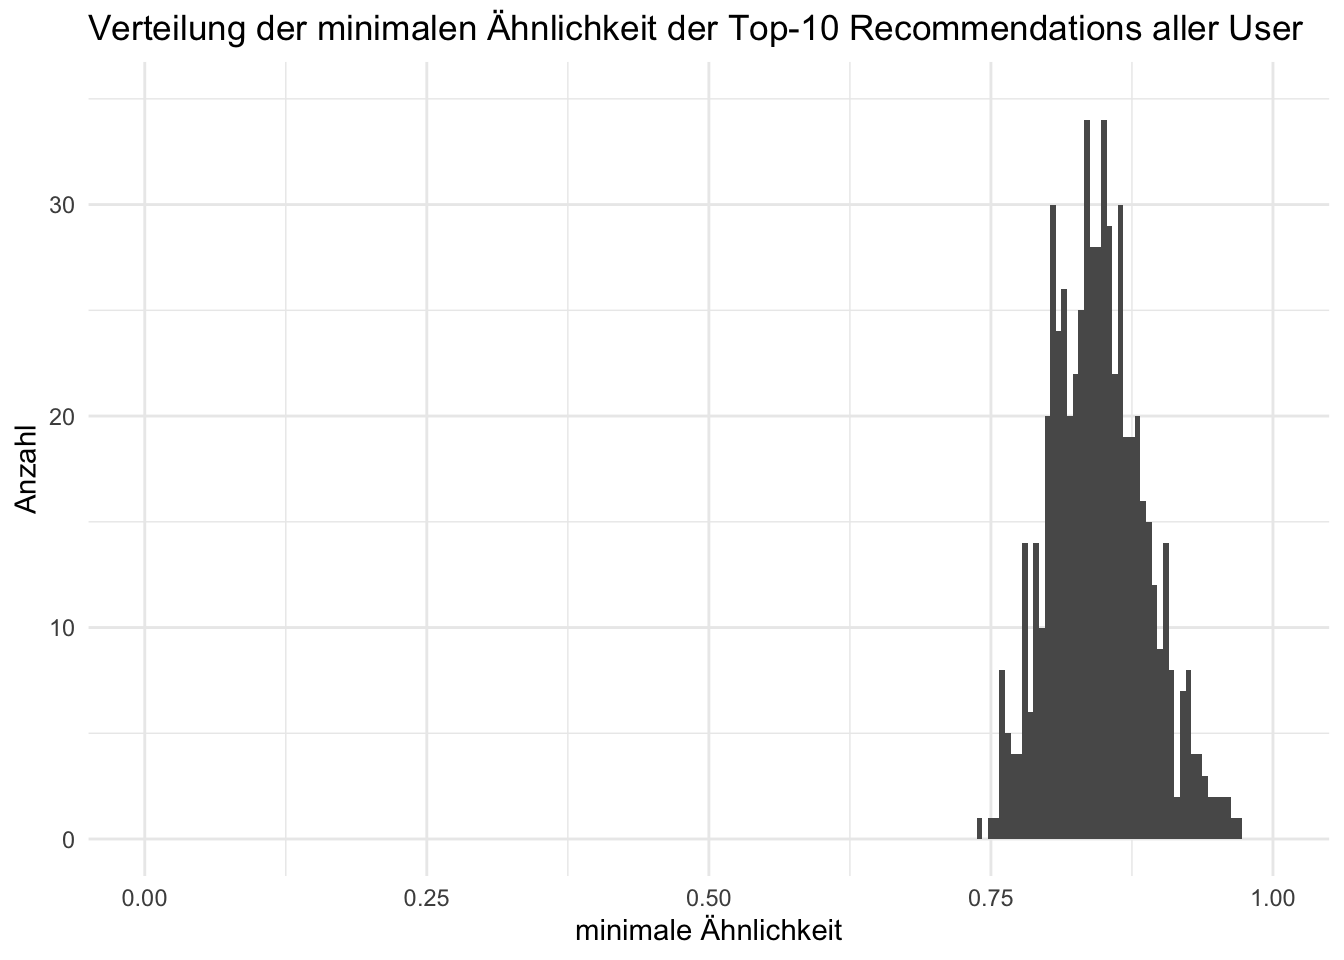 Verteilung der minimalen Ähnlichkeit der Top-10 Recommendations aller User
Anzahl
30
20
10
0
0.00 0.25 0.50 0.75 1.00
minimale Ähnlichkeit